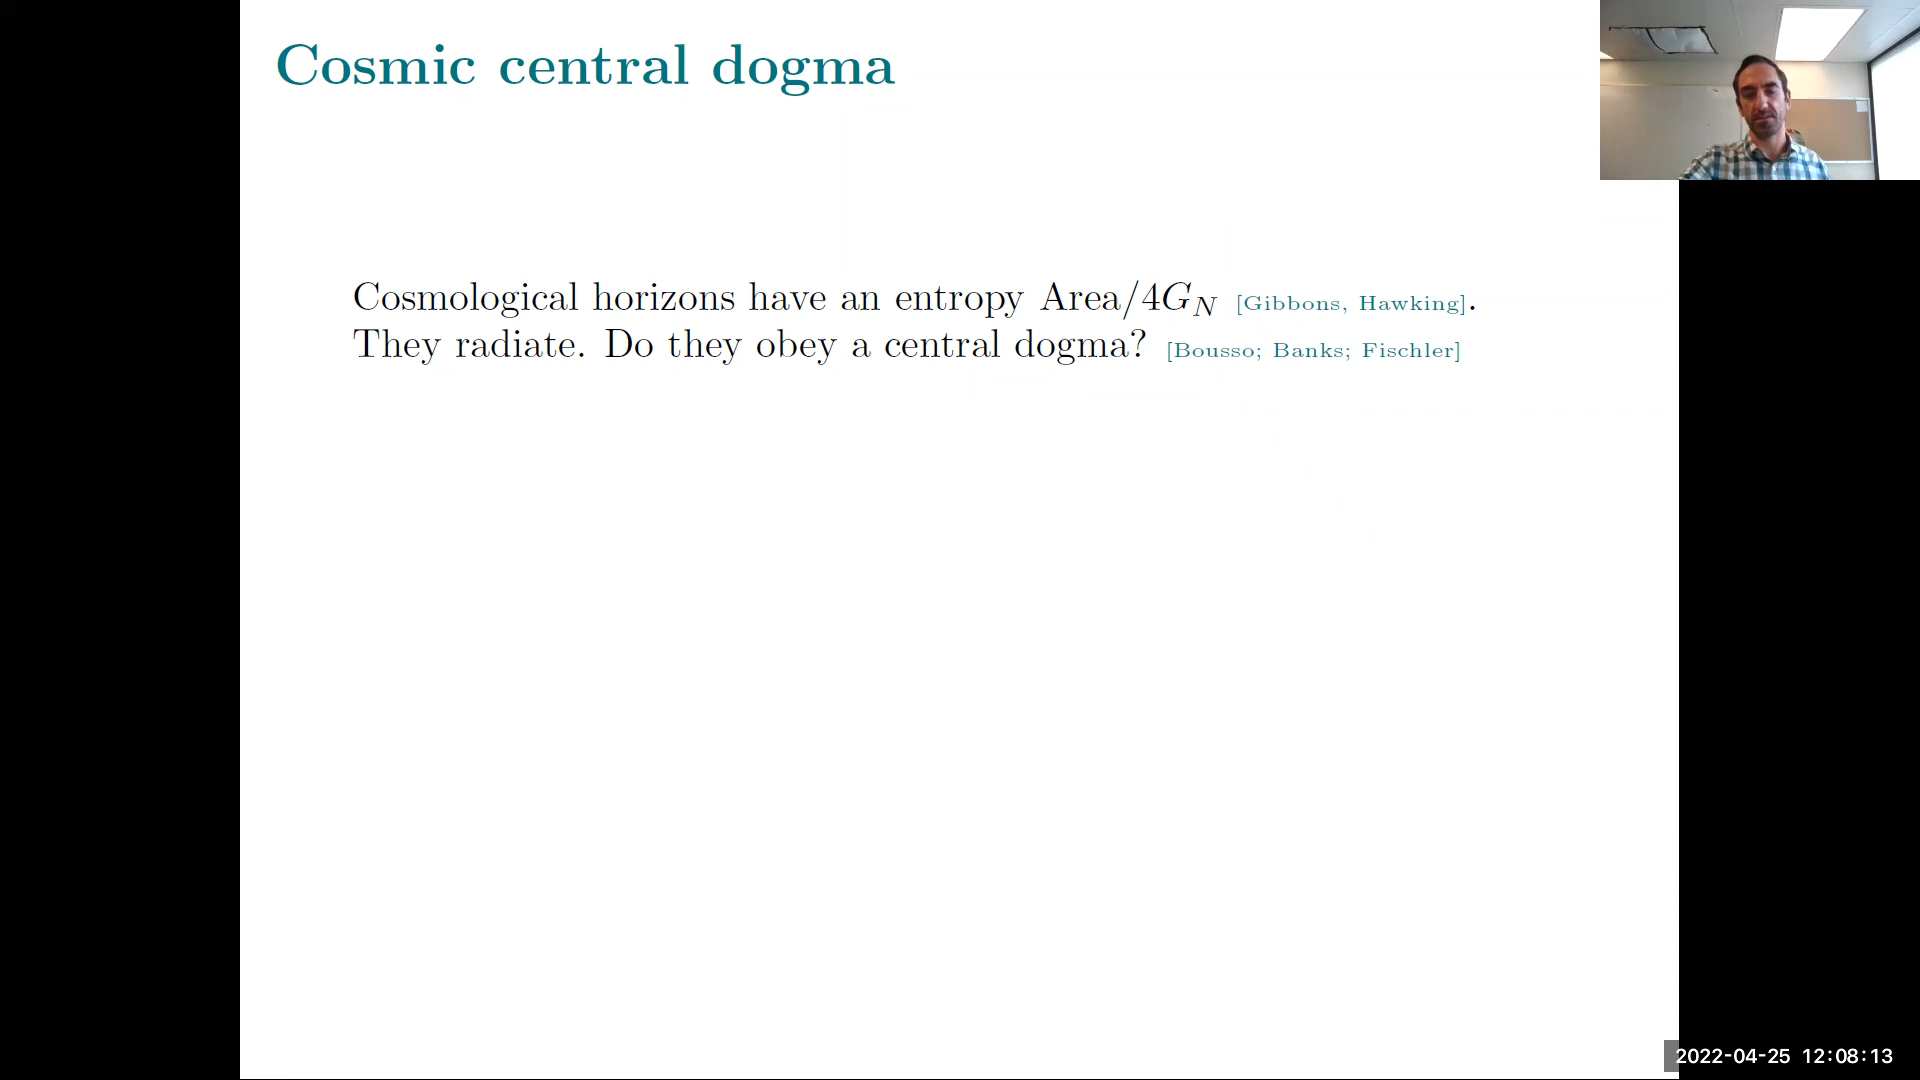 Cosmic central dogma
Cosmological horizons have an entropy Area/4G_N [Gibbons, Hawking].
They radiate. Do they obey a central dogma? [Bousso; Banks; Fischler]
2022-04-25 12:08:13